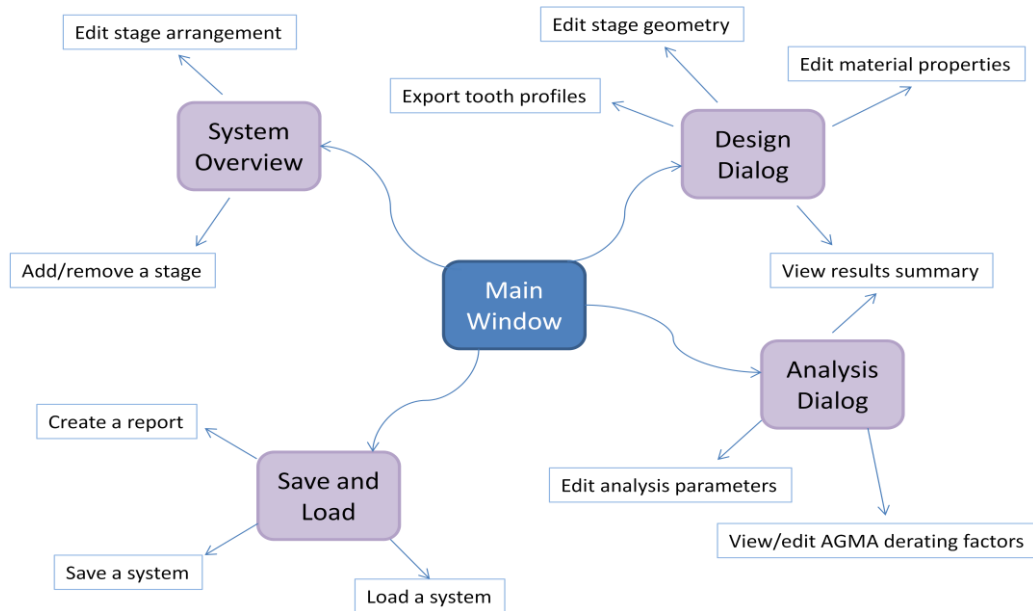 Edit stage arrangement
Edit stage geometry
Edit material properties
Export tooth profiles
System
Overview
Design
Dialog
Add/remove a stage
View results summary
Main
Window
Analysis
Dialog
Create a report
Save and
Load
Edit analysis parameters
View/edit AGMA derating factors
Save a system
Load a system